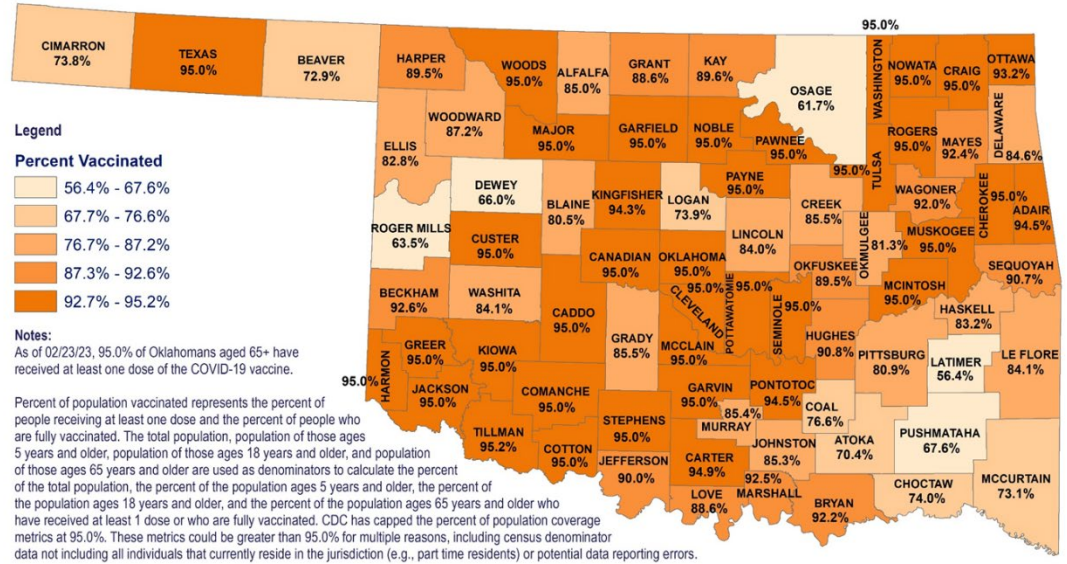 95.0%
CIMARRON
73.8%
TEXAS
95.0%
BEAVER
72.9%
HARPER
89.5%
WOODS
95.0%
ALFALFA
85.0%
GRANT
88.6%
KAY
89.6%
OSAGE
61.7%
WASHINGTON
NOWATA
95.0%
CRAIG
95.0%
OTTAWA
93.2%
Legend
Percent Vaccinated
56.4% - 67.6%
67.7% - 76.6%
76.7% - 87.2%
87.3% - 92.6%
92.7% - 95.2%
WOODWARD
87.2%
ELLIS
82.8%
MAJOR
95.0%
GARFIELD
95.0%
NOBLE
95.0%
PAWNEE
95.0%
95.0%
TULSA
ROGERS
95.0%
MAYES
92.4%
DELAWARE
84.6%
DEWEY
66.0%
BLAINE
80.5%
KINGFISHER
94.3%
LOGAN
73.9%
PAYNE
95.0%
CREEK
85.5%
WAGONER
92.0%
CHEROKEE
95.0%
ADAIR
94.5%
ROGER MILLS
63.5%
CUSTER
95.0%
CANADIAN
95.0%
OKLAHOMA
95.0%
LINCOLN
84.0%
OKMULGEE
81.3%
MUSKOGEE
95.0%
SEQUOYAH
90.7%
BECKHAM
92.6%
WASHITA
84.1%
CADDO
95.0%
GRADY
85.5%
95.0%
CLEVELAND
POTTAWATOMIE
95.0%
SEMINOLE
95.0%
OKFUSKEE
89.5%
MCINTOSH
95.0%
HASKELL
83.2%
Notes:
As of 02/23/23, 95.0% of Oklahomans aged 65+ have
received at least one dose of the COVID-19 vaccine.
GREER
95.0%
KIOWA
95.0%
MCCLAIN
95.0%
HUGHES
90.8%
PITTSBURG
80.9%
LATIMER
56.4%
LE FLORE
84.1%
95.0%
HARMON
JACKSON
95.0%
COMANCHE
95.0%
GARVIN
95.0%
PONTOTOC
94.5%
COAL
76.6%
TILLMAN
95.2%
COTTON
95.0%
STEPHENS
95.0%
85.4%
MURRAY
JOHNSTON
85.3%
ATOKA
70.4%
PUSHMATAHA
67.6%
JEFFERSON
90.0%
CARTER
94.9%
LOVE
88.6%
92.5%
MARSHALL
BRYAN
92.2%
CHOCTAW
74.0%
MCCURTAIN
73.1%
Percent of population vaccinated represents the percent of
people receiving at least one dose and the percent of people who
are fully vaccinated. The total population, population of those ages
5 years and older, population of those ages 18 years and older, and population
of those ages 65 years and older are used as denominators to calculate the percent
of the total population, the percent of the population ages 5 years and older, the percent of
the population ages 18 years and older, and the percent of the population ages 65 years and older who
have received at least 1 dose or who are fully vaccinated. CDC has capped the percent of population coverage
metrics at 95.0%. These metrics could be greater than 95.0% for multiple reasons, including census denominator
data not including all individuals that currently reside in the jurisdiction (e.g., part time residents) or potential data reporting errors.